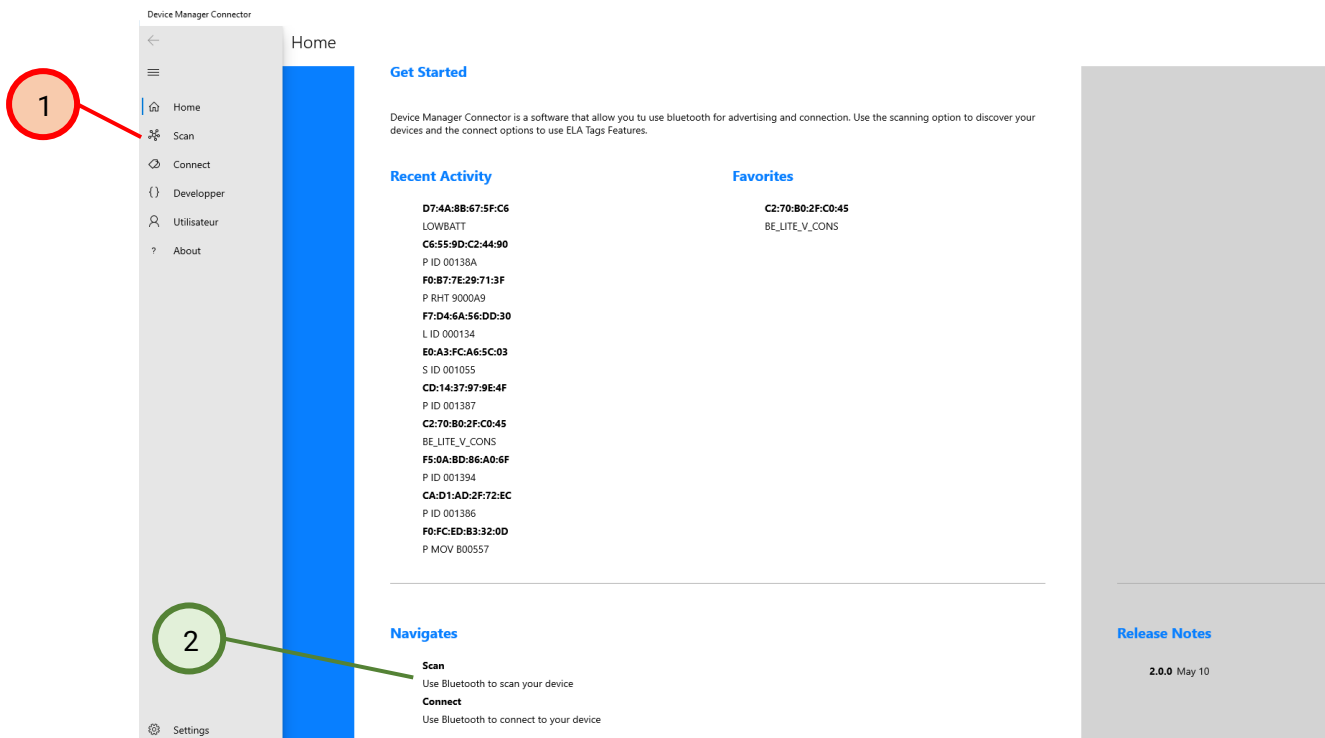 Device Manager Connector
Home
1
Home
Scan
Connect
Developper
Utilisateur
? About
Settings
Get Started
Device Manager Connector is a software that allow you tu use bluetooth for advertising and connection. Use the scanning option to discover your
devices and the connect options to use ELA Tags Features.
Recent Activity
D7:4A:8B:67:5F:C6
LOWBATT
C6:55:9D:C2:44:90
P ID 00138A
F0:B7:7E:29:71:3F
P RHT 9000A9
F7:D4:6A:56:DD:30
L ID 000134
E0:A3:FC:A6:5C:03
S ID 001055
CD:14:37:97:9E:4F
P ID 001387
C2:70:B0:2F:C0:45
BE_LITE_V_CONS
F5:0A:BD:86:A0:6F
P ID 001394
CA:D1:AD:2F:72:EC
P ID 001386
F0:FC:ED:B3:32:0D
P MOV B00557
Favorites
C2:70:B0:2F:C0:45
BE_LITE_V_CONS
2
Navigates
Scan
Use Bluetooth to scan your device
Connect
Use Bluetooth to connect to your device
Release Notes
2.0.0 May 10